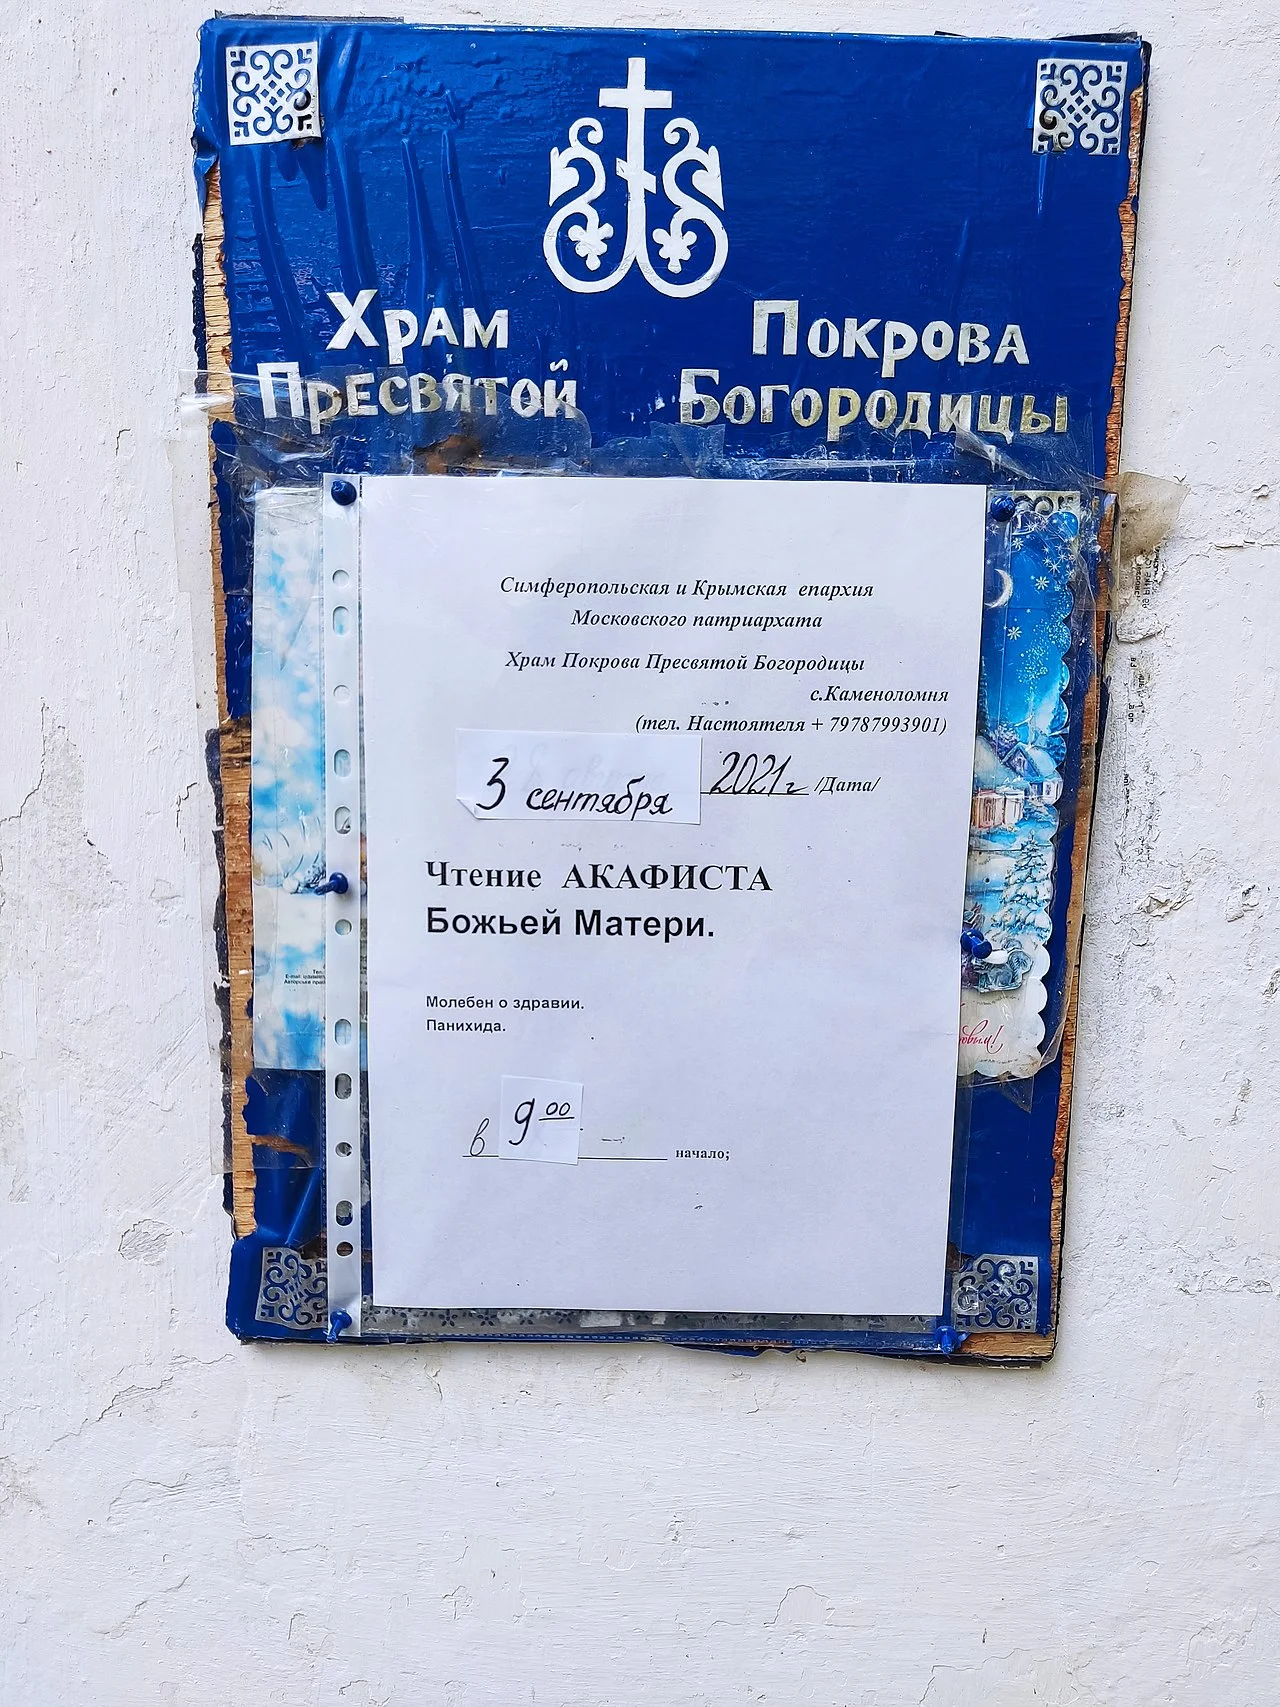 Храм Покрова
Пресвятой Богородицы
Симферопольская и Крымская епархия
Московского патриархата
Храм Покрова Пресвятой Богородицы
с.Каменоломня
(тел. Настоятеля + 79787993901)
3 сентября 2021г /Дата/
Чтение АКАФИСТА
Божьей Матери.
Молебен о здравии.
Панихида.
в 9 00 начало;